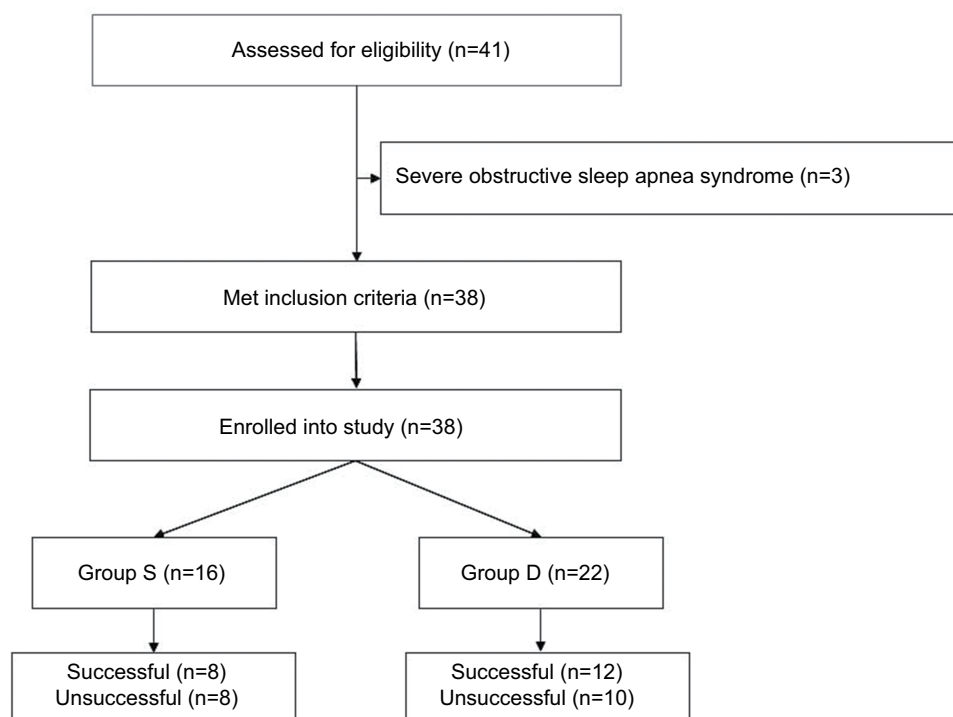 Assessed for eligibility (n=41)
Severe obstructive sleep apnea syndrome (n=3)
Met inclusion criteria (n=38)
Enrolled into study (n=38)
Group S (n=16)
Group D (n=22)
Successful (n=8)
Unsuccessful (n=8)
Successful (n=12)
Unsuccessful (n=10)